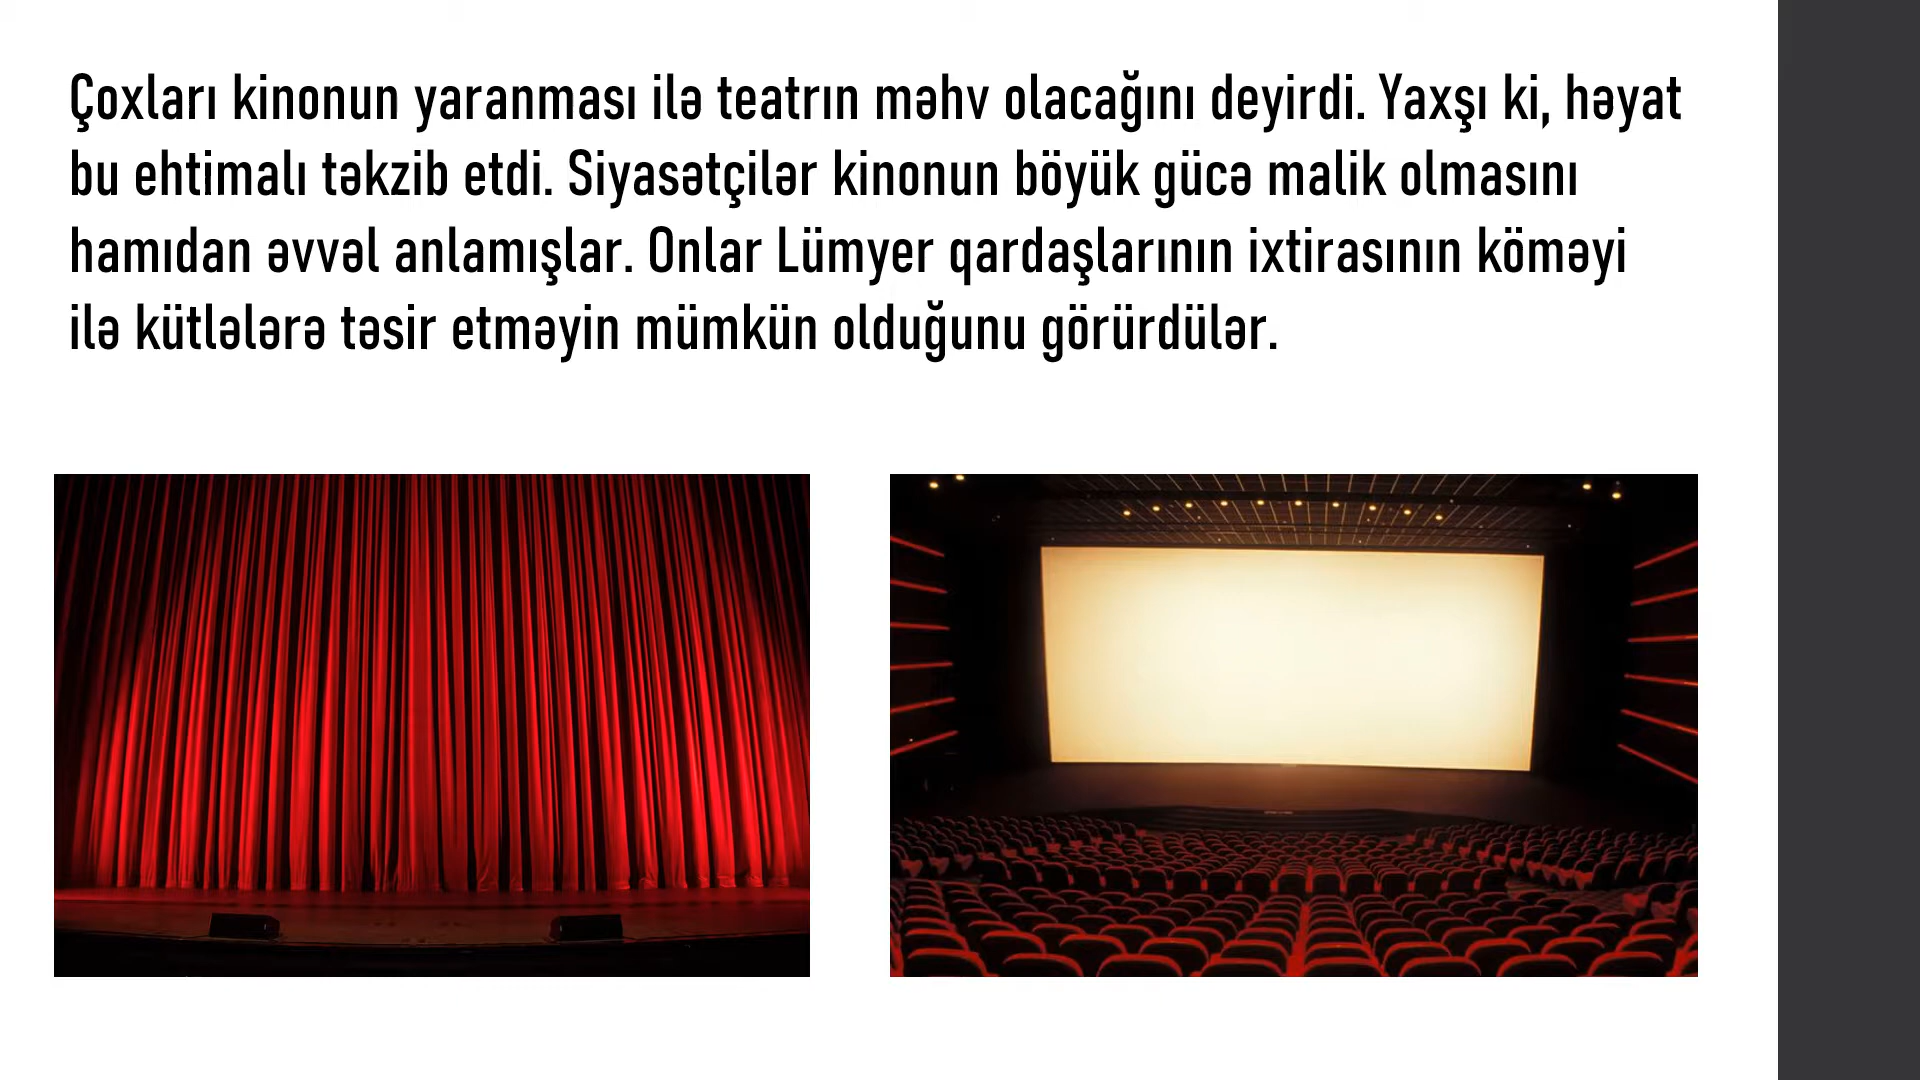 Çoxları kinonun yaranması ilə teatrın məhv olacağını deyirdi. Yaxşı ki, həyat
bu ehtimalı təkzib etdi. Siyasətçilər kinonun böyük gücə malik olmasını
hamıdan əvvəl anlamışlar. Onlar Lümyer qardaşlarının ixtirasının köməyi
ilə kütlələrə təsir etməyin mümkün olduğunu görürdülər.